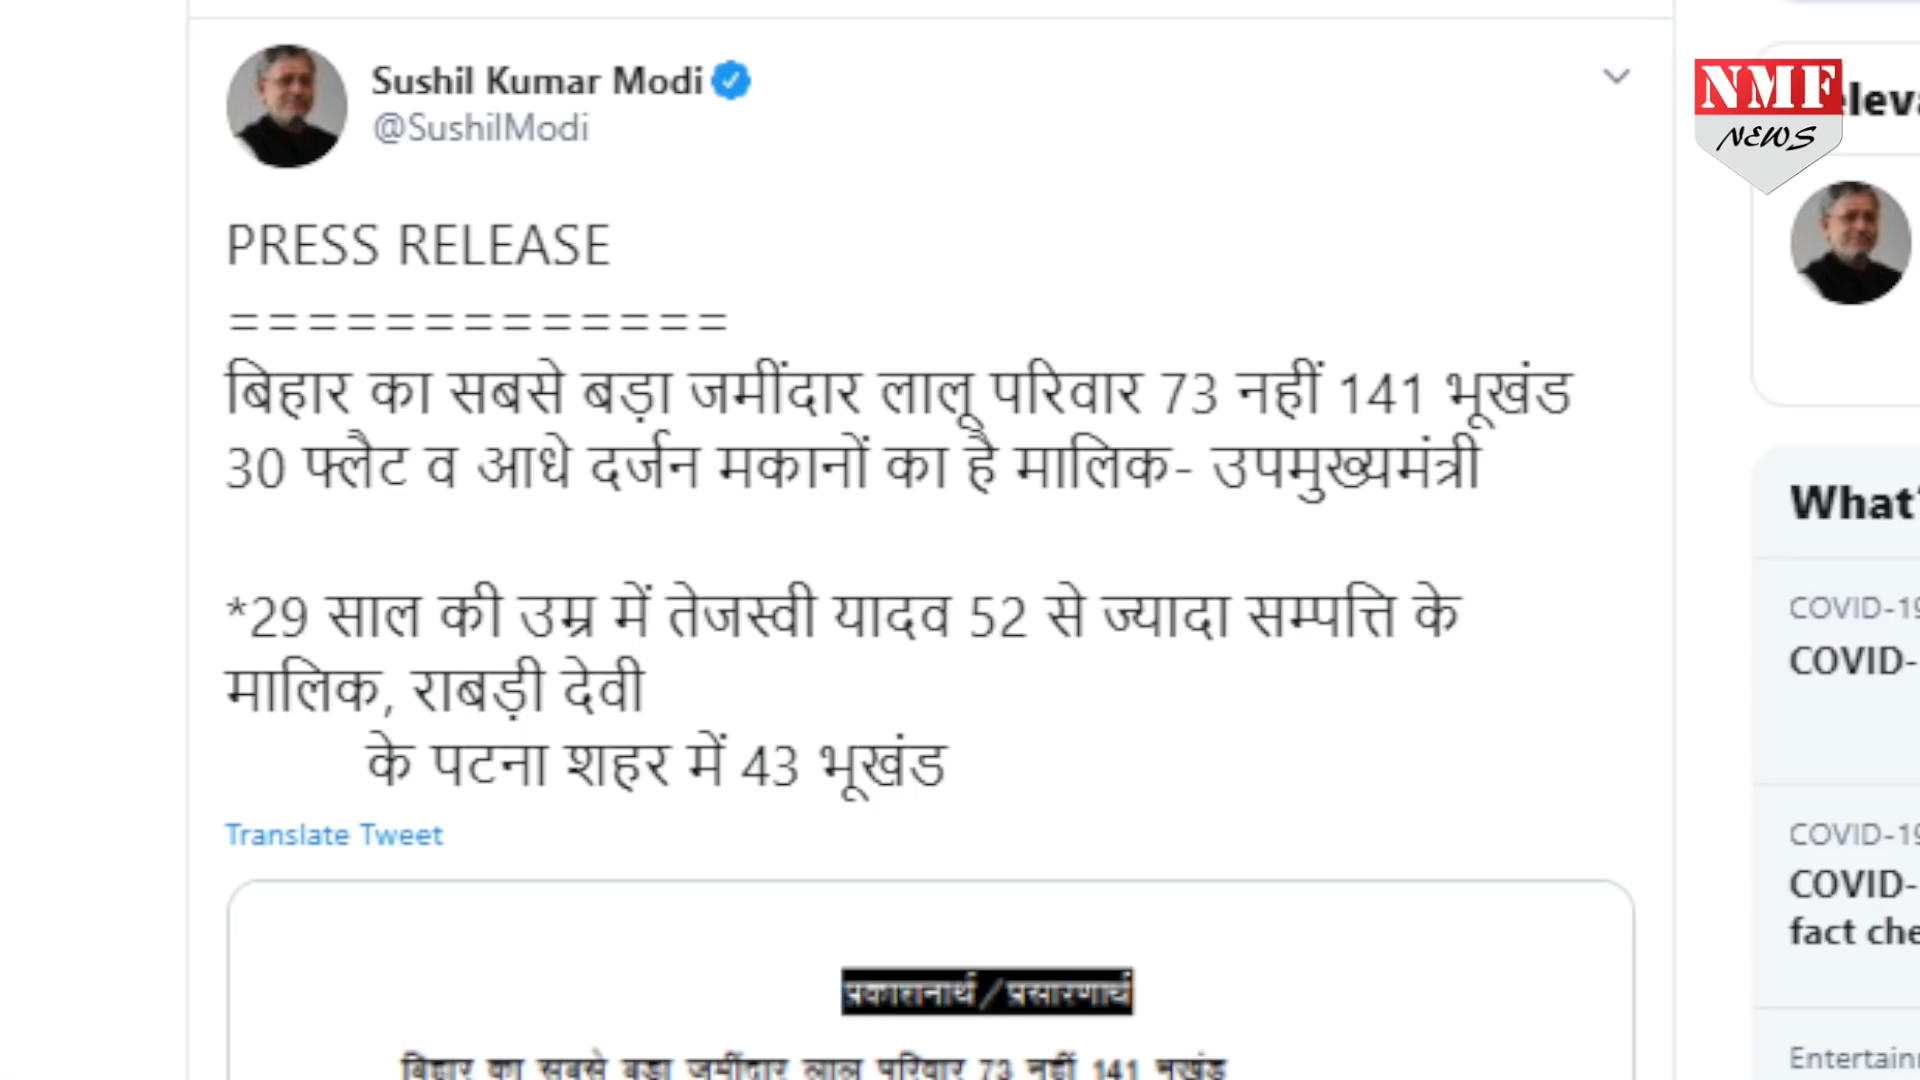 Sushil Kumar Modi
@SushilModi
NMF
NEWS
PRESS RELEASE
=============
बिहार का सबसे बड़ा जमींदार लालू परिवार 73 नहीं 141 भूखंड
30 फ्लैट व आधे दर्जन मकानों का है मालिक- उपमुख्यमंत्री
*29 साल की उम्र में तेजस्वी यादव 52 से ज्यादा सम्पत्ति के
मालिक, राबड़ी देवी
के पटना शहर में 43 भूखंड
Translate Tweet
प्रकाशनार्थ/प्रसारणार्थ
बिहार का सबसे बड़ा जमींदार लालू परिवार 73 नहीं 141 भूखंड
What'
COVID-19
COVID-
COVID-19
COVID-
fact che
Entertainm